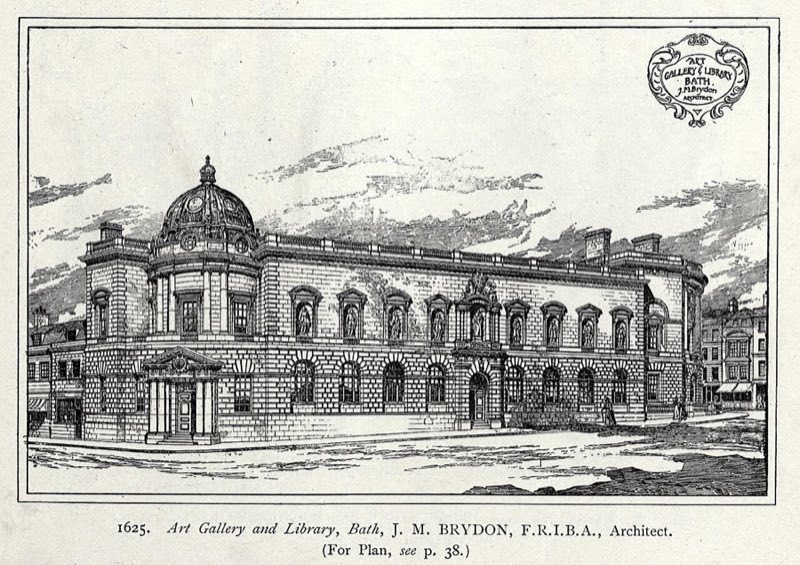 ART
GALLERY & LIBRARY
BATH.
J.M.Brydon
ARCHITECT
1625. Art Gallery and Library, Bath, J. M. BRYDON, F.R.I.B.A., Architect.
(For Plan, see p. 38.)